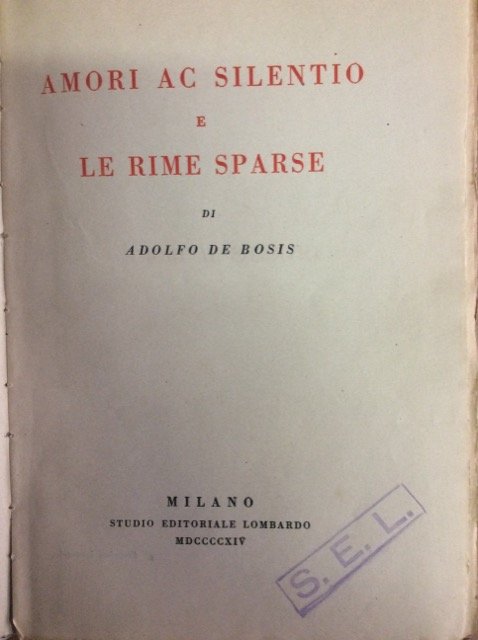 AMORI AC SILENTIO
E
LE RIME SPARSE
DI
ADOLFO DE BOSIS
MILANO
STUDIO EDITORIALE LOMBARDO
MDCCCCXIV
S. E. L.